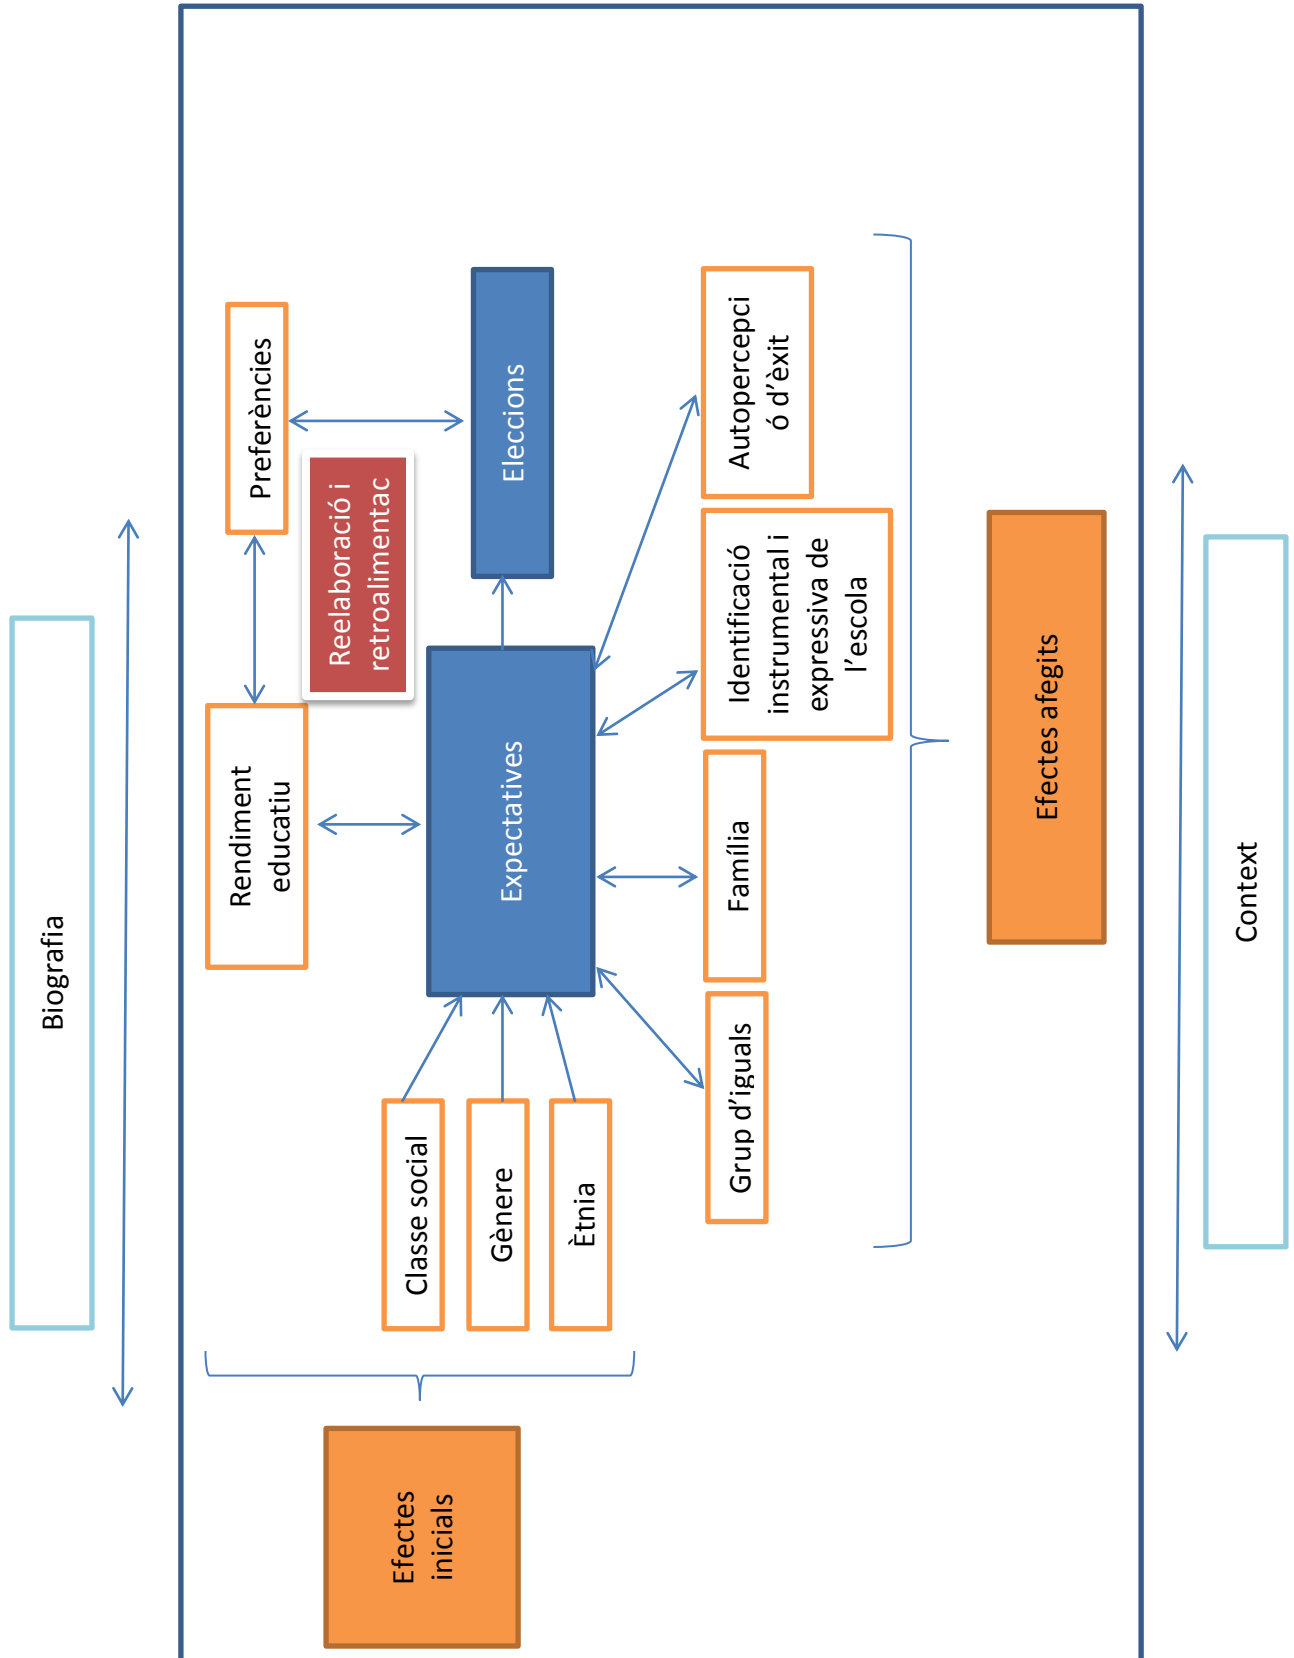 Biografia
Rendiment
educatiu
Preferències
Reelaboració i
retroalimentac
Efectes
inicials
Classe social
Gènere
Ètnia
Expectatives
Eleccions
Grup d'iguals
Família
Identificació
instrumental i
expressiva de
l'escola
Autopercepci
ó d'èxit
Efectes afegits
Context